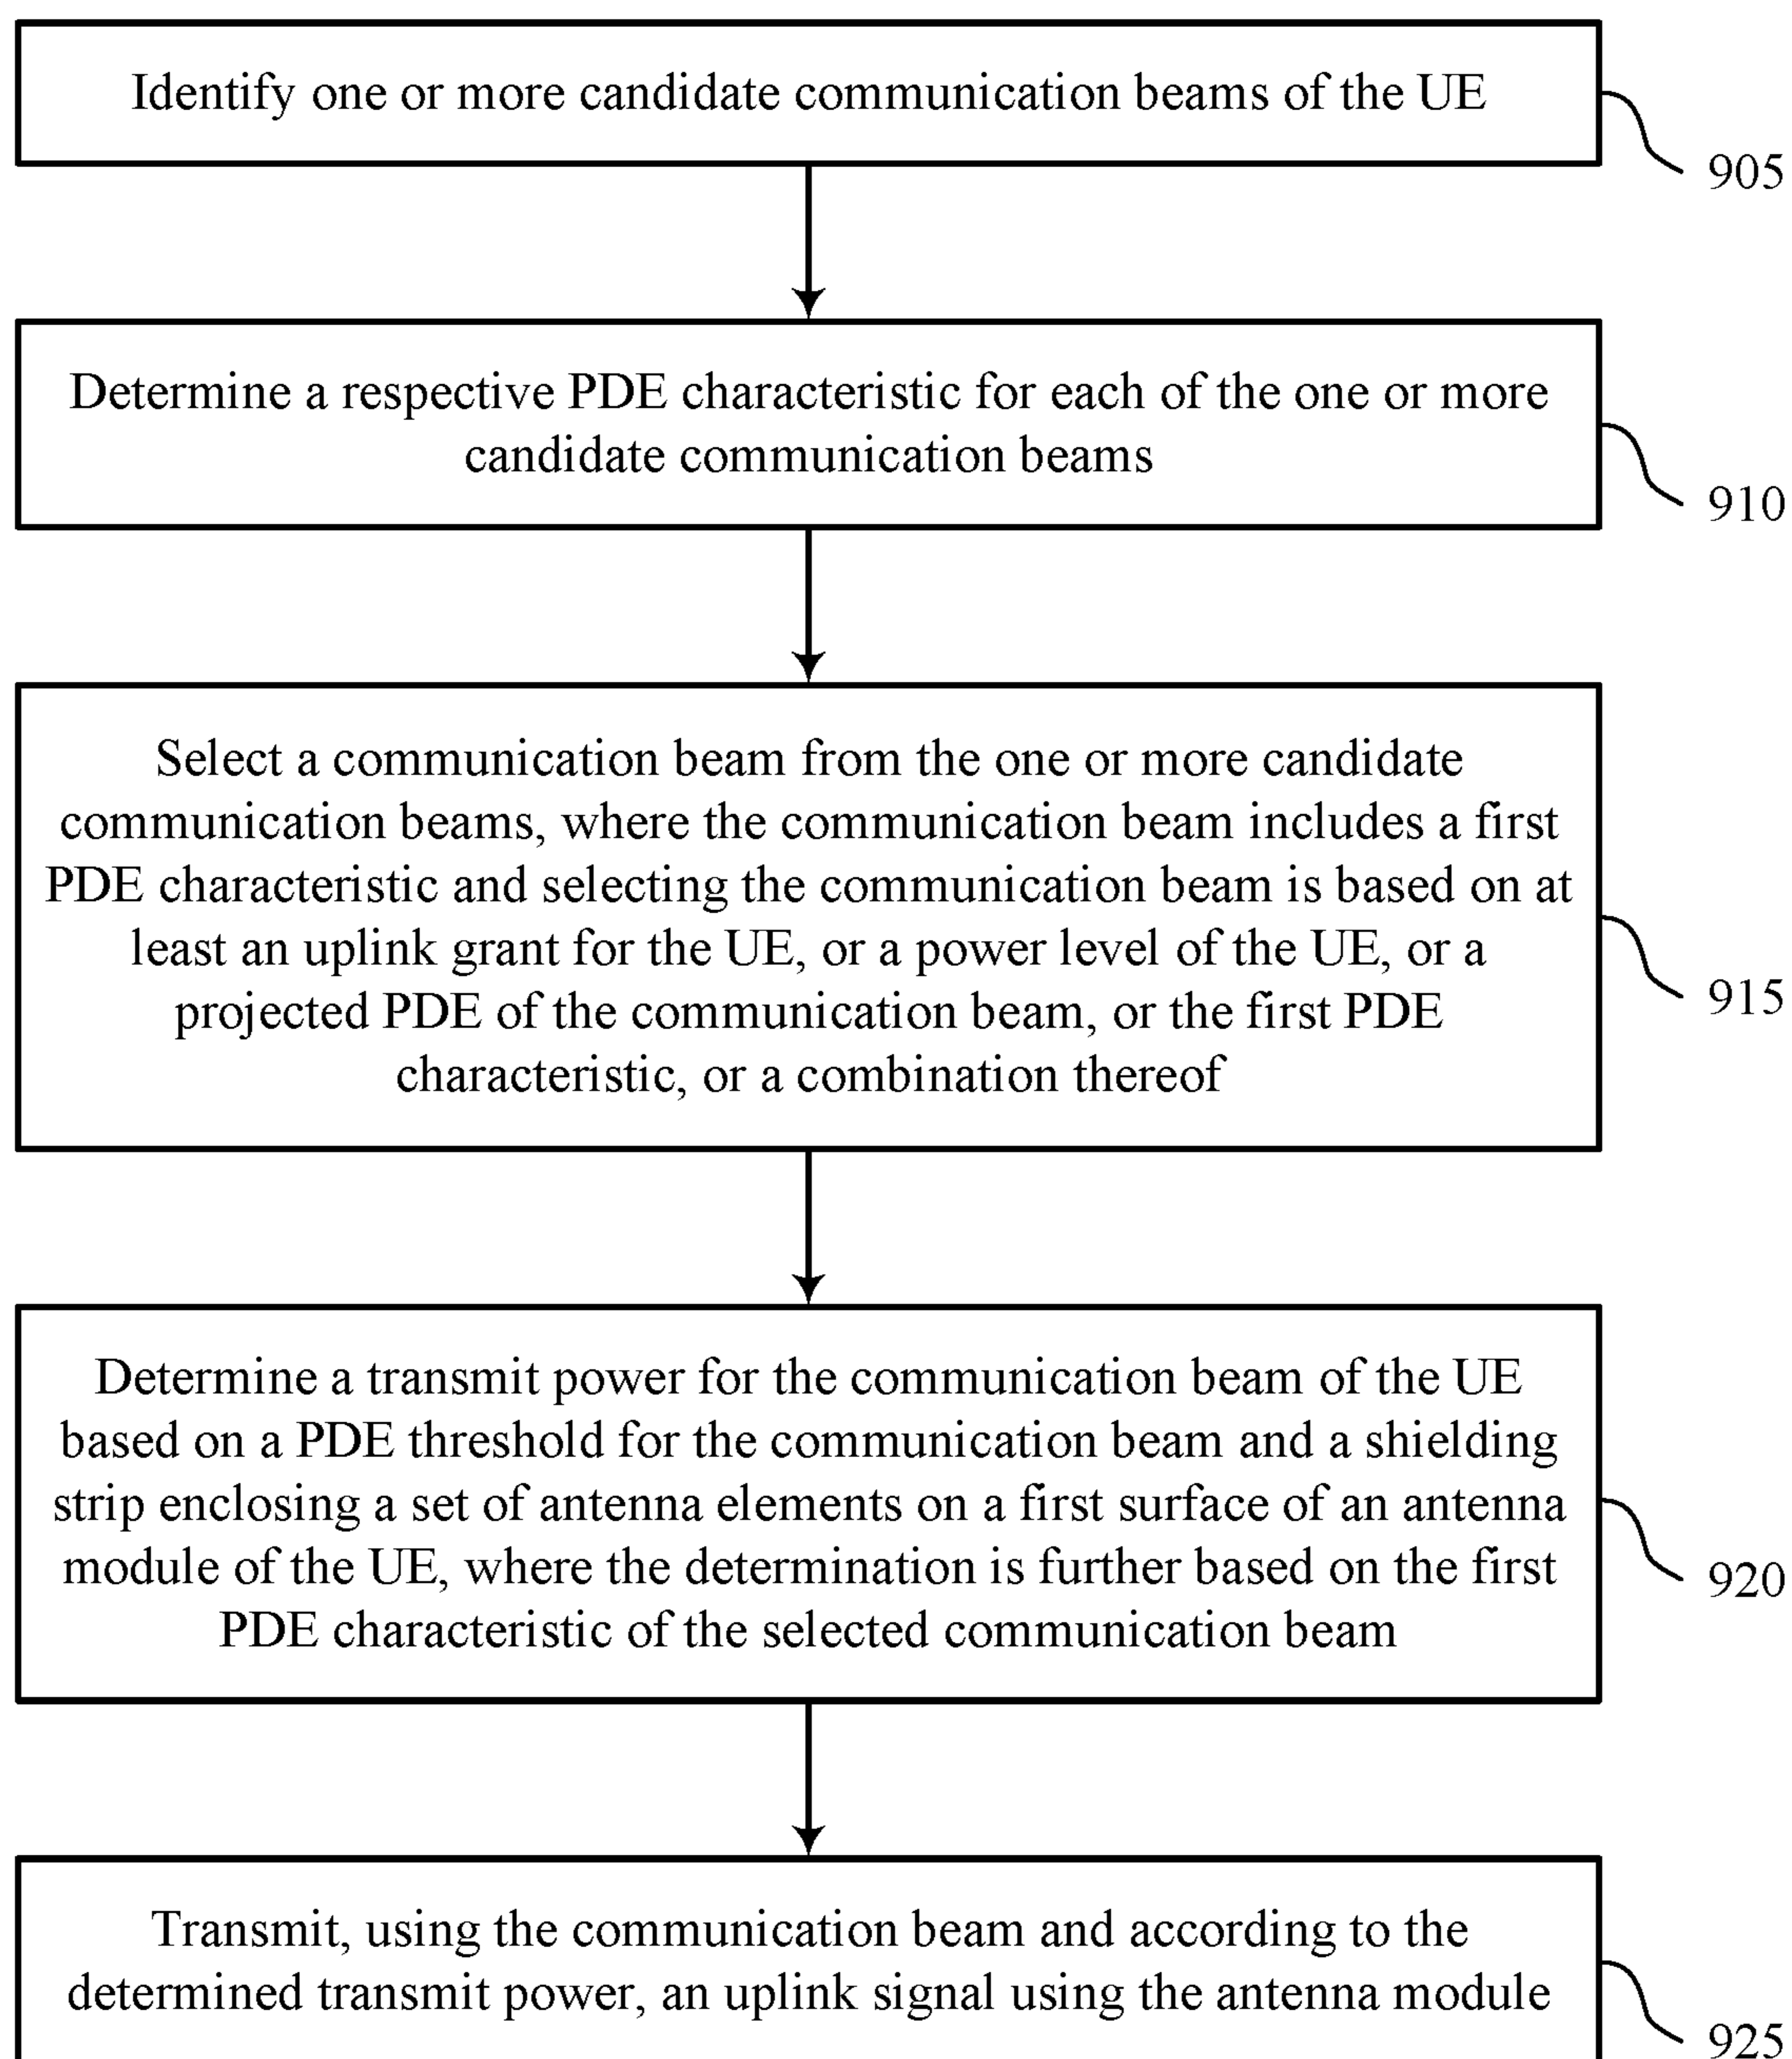 Identify one or more candidate communication beams of the UE
905
Determine a respective PDE characteristic for each of the one or more
candidate communication beams
910
Select a communication beam from the one or more candidate
communication beams, where the communication beam includes a first
PDE characteristic and selecting the communication beam is based on at
least an uplink grant for the UE, or a power level of the UE, or a
projected PDE of the communication beam, or the first PDE
characteristic, or a combination thereof
915
Determine a transmit power for the communication beam of the UE
based on a PDE threshold for the communication beam and a shielding
strip enclosing a set of antenna elements on a first surface of an antenna
module of the UE, where the determination is further based on the first
PDE characteristic of the selected communication beam
920
Transmit, using the communication beam and according to the
determined transmit power, an uplink signal using the antenna module
925